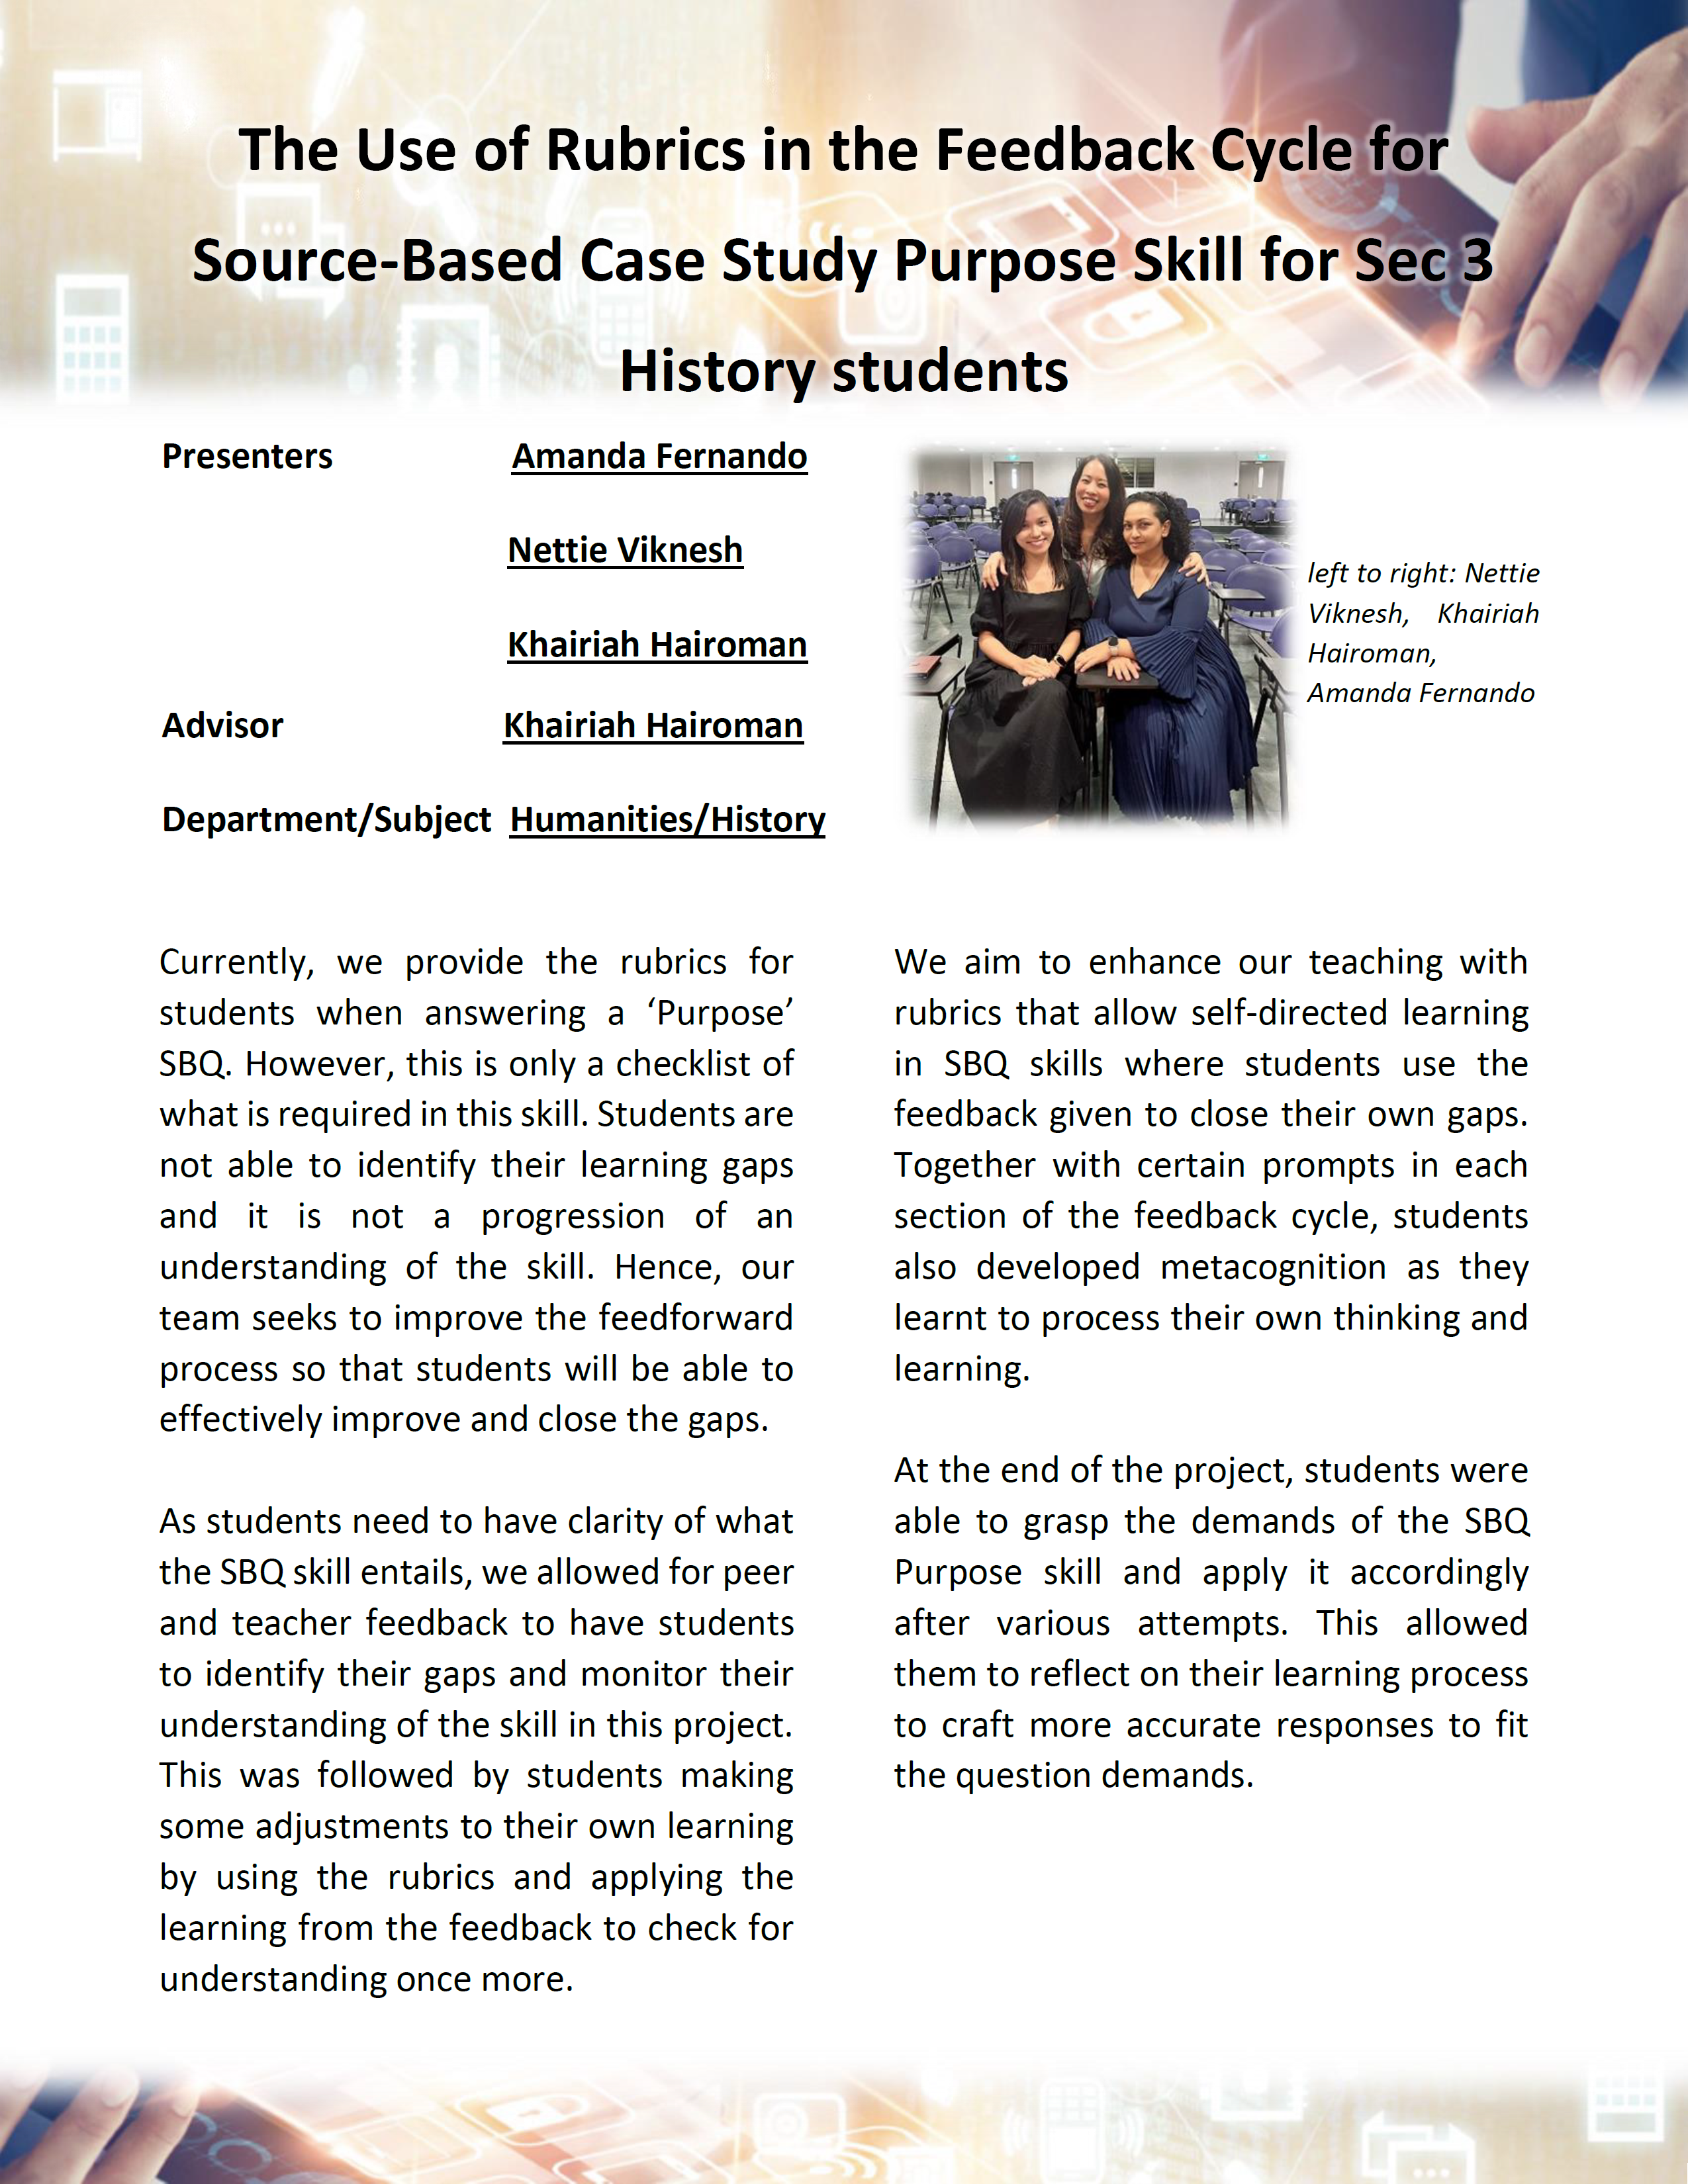 The Use of Rubrics in the Feedback Cycle for
Source-Based Case Study Purpose Skill for Sec 3
History students
Presenters Amanda Fernando
Nettie Viknesh
Khairiah Hairoman
Advisor Khairiah Hairoman
Department/Subject Humanities/History
left to right: Nettie
Viknesh, Khairiah
Hairoman,
Amanda Fernando
Currently, we provide the rubrics for
students when answering a ‘Purpose’
SBQ. However, this is only a checklist of
what is required in this skill. Students are
not able to identify their learning gaps
and it is not a progression of an
understanding of the skill. Hence, our
team seeks to improve the feedforward
process so that students will be able to
effectively improve and close the gaps.
As students need to have clarity of what
the SBQ skill entails, we allowed for peer
and teacher feedback to have students
to identify their gaps and monitor their
understanding of the skill in this project.
This was followed by students making
some adjustments to their own learning
by using the rubrics and applying the
learning from the feedback to check for
understanding once more.
We aim to enhance our teaching with
rubrics that allow self-directed learning
in SBQ skills where students use the
feedback given to close their own gaps.
Together with certain prompts in each
section of the feedback cycle, students
also developed metacognition as they
learnt to process their own thinking and
learning.
At the end of the project, students were
able to grasp the demands of the SBQ
Purpose skill and apply it accordingly
after various attempts. This allowed
them to reflect on their learning process
to craft more accurate responses to fit
the question demands.